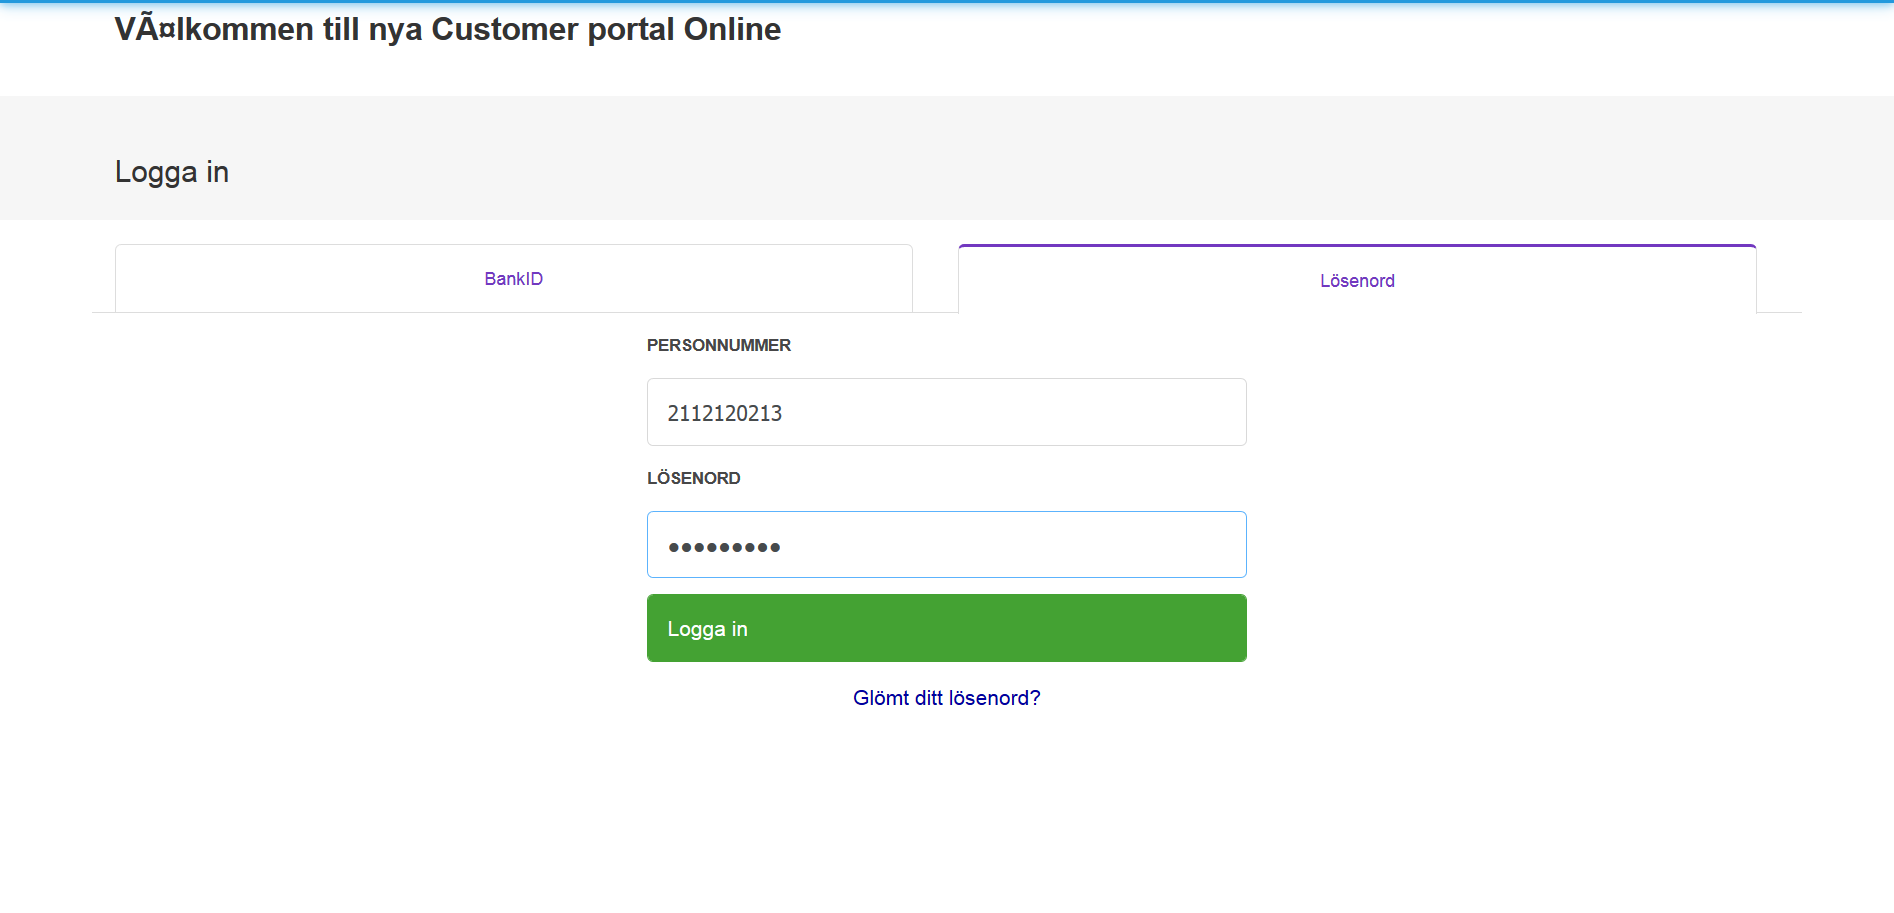 VÃ¤lkommen till nya Customer portal Online
Logga in
BankID
Lösenord
PERSONNUMMER
2112120213
LÖSENORD
●●●●●●●●●
Logga in
Glömt ditt lösenord?